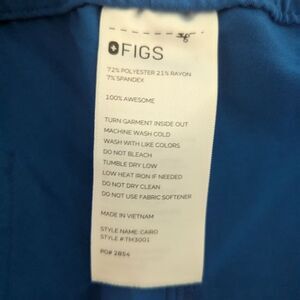 FIGS
72% POLYESTER 21% RAYON
7% SPANDEX
100% AWESOME
TURN GARMENT INSIDE OUT
MACHINE WASH COLD
WASH WITH LIKE COLORS
DO NOT BLEACH
TUMBLE DRY LOW
LOW HEAT IRON IF NEEDED
DO NOT DRY CLEAN
DO NOT USE FABRIC SOFTENER
MADE IN VIETNAM
STYLE NAME: CAIRO
STYLE #:TM3001
PO# 2854